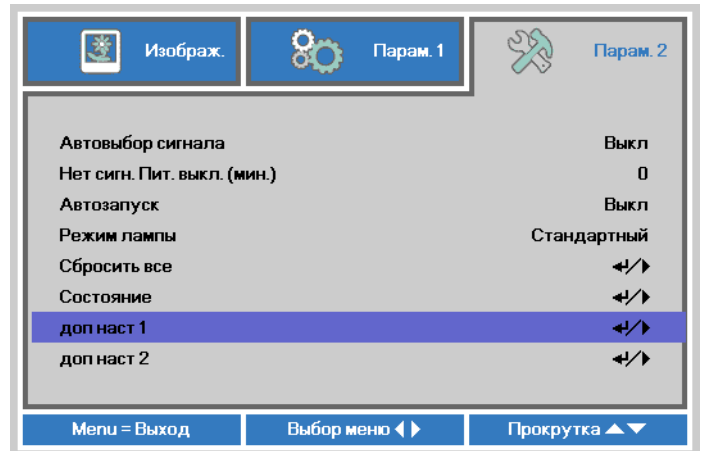 Изображ. Парам. 1 Парам. 2
Автовыбор сигнала Выкл
Нет сигн. Пит. выкл. (мин.) 0
Автозапуск Выкл
Режим лампы Стандартный
Сбросить все ↵/▶
Состояние ↵/▶
доп наст 1 ↵/▶
доп наст 2 ↵/▶
Menu = Выход Выбор меню ◀ ▶ Прокрутка ▲▼